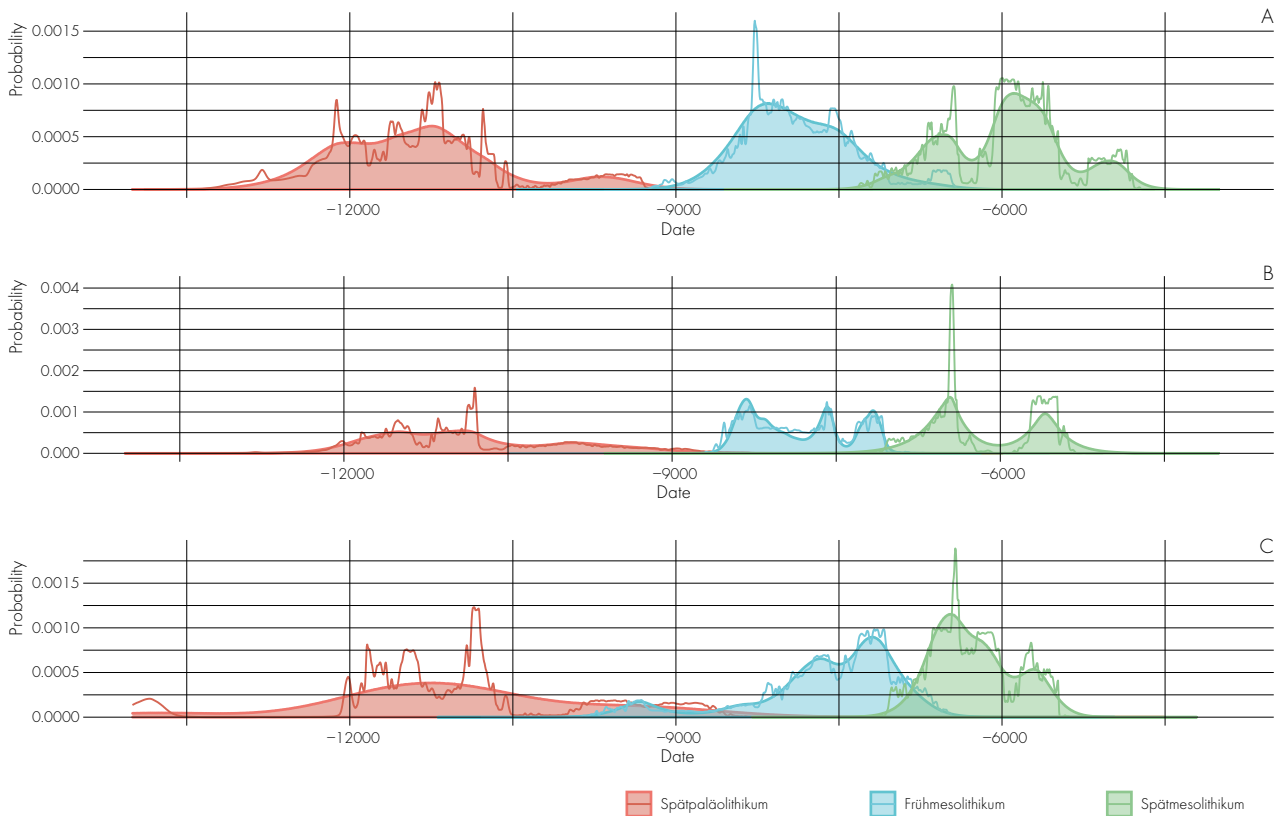 A
Probability
0.0015
0.0010
0.0005
0.0000
−12000 −9000 −6000
Date
B
Probability
0.004
0.003
0.002
0.001
0.000
−12000 −9000 −6000
Date
C
Probability
0.0015
0.0010
0.0005
0.0000
−12000 −9000 −6000
Date
Spätpaläolithikum Frühmesolithikum Spätmesolithikum